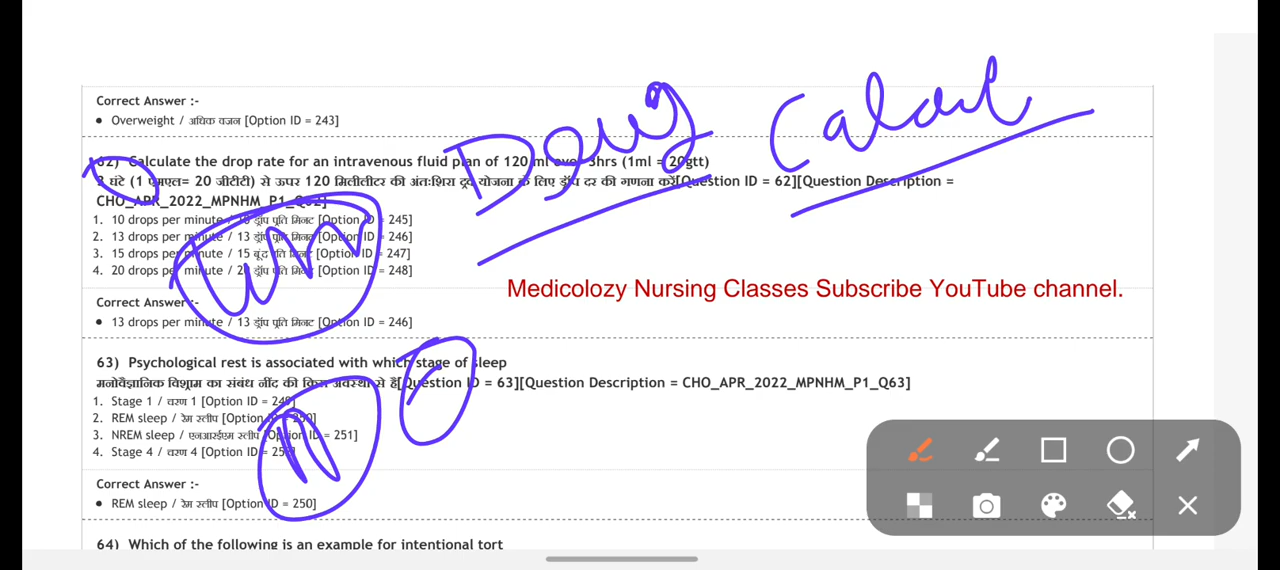 Correct Answer :-
• Overweight / अधिक वजन [Option ID = 243]
Drug Calcul
62) Calculate the drop rate for an intravenous fluid plan of 120 ml over 3hrs (1ml = 20gtt)
3 घंटे (1 एमएल= 20 जीटीटी) से ऊपर 120 मिलीलीटर की अंतःशिरा द्रव योजना के लिए ड्रॉप दर की गणना करें[Question ID = 62][Question Description =
CHO_APR_2022_MPNHM_P1_Q62]
1. 10 drops per minute / 10 ड्रॉप प्रति मिनट [Option ID = 245]
2. 13 drops per minute / 13 ड्रॉप प्रति मिनट [Option ID = 246]
3. 15 drops per minute / 15 बूंद प्रति मिनट [Option ID = 247]
4. 20 drops per minute / 20 ड्रॉप प्रति मिनट [Option ID = 248]
Medicolozy Nursing Classes Subscribe YouTube channel.
Correct Answer :-
• 13 drops per minute / 13 ड्रॉप प्रति मिनट [Option ID = 246]
63) Psychological rest is associated with which stage of sleep
मनोवैज्ञानिक विश्राम का संबंध नींद की किस अवस्था से है[Question ID = 63][Question Description = CHO_APR_2022_MPNHM_P1_Q63]
1. Stage 1 / चरण 1 [Option ID = 249]
2. REM sleep / रेम स्लीप [Option ID = 250]
3. NREM sleep / एनआरईएम स्लीप [Option ID = 251]
4. Stage 4 / चरण 4 [Option ID = 252]
Correct Answer :-
• REM sleep / रेम स्लीप [Option ID = 250]
64) Which of the following is an example for intentional tort